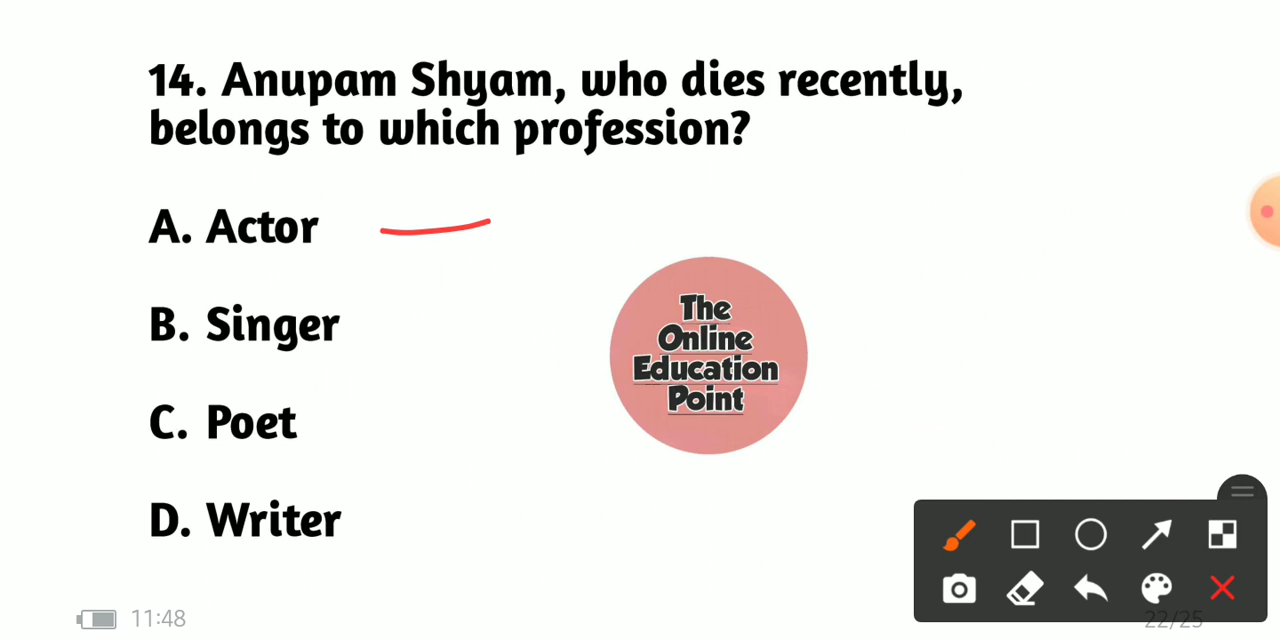 14. Anupam Shyam, who dies recently,
belongs to which profession?
A. Actor
B. Singer
C. Poet
D. Writer
The
Online
Education
Point
11:48
22/25